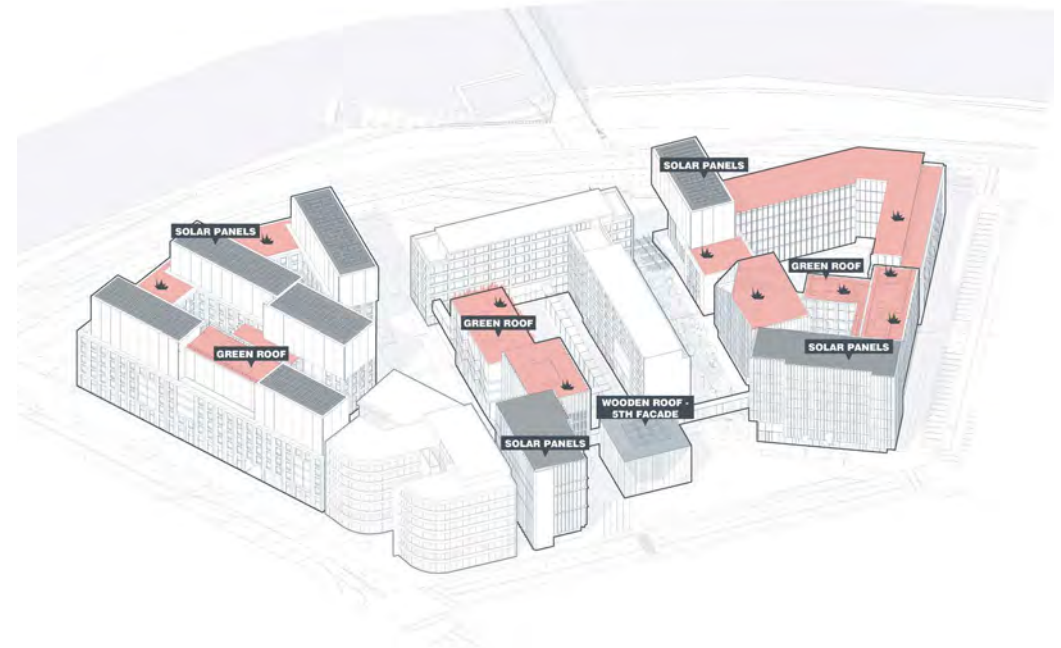 SOLAR PANELS
SOLAR PANELS
GREEN ROOF
GREEN ROOF
SOLAR PANELS
GREEN ROOF
WOODEN ROOF -
5TH FACADE
SOLAR PANELS